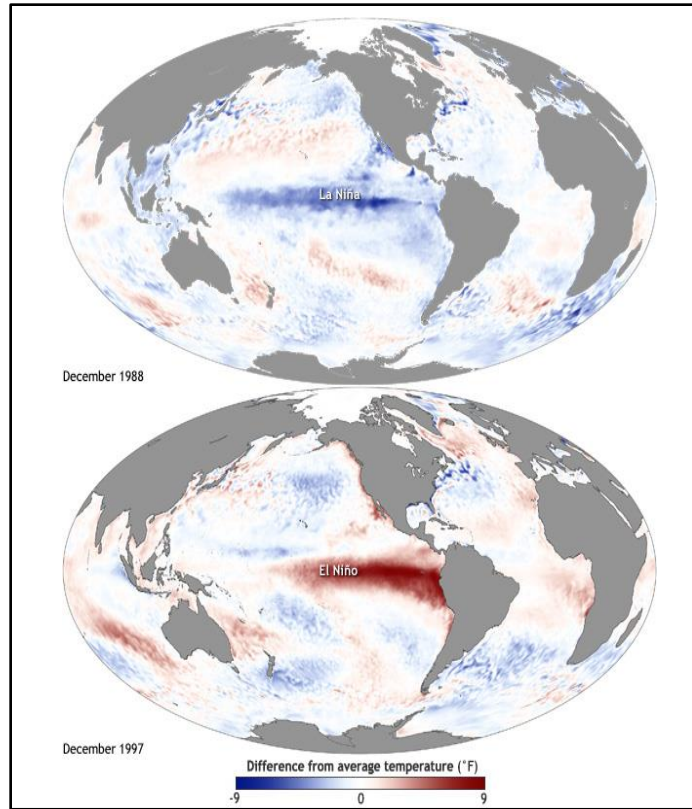 La Niña
December 1988
El Niño
December 1997
Difference from average temperature (˚F)
-9 0 9